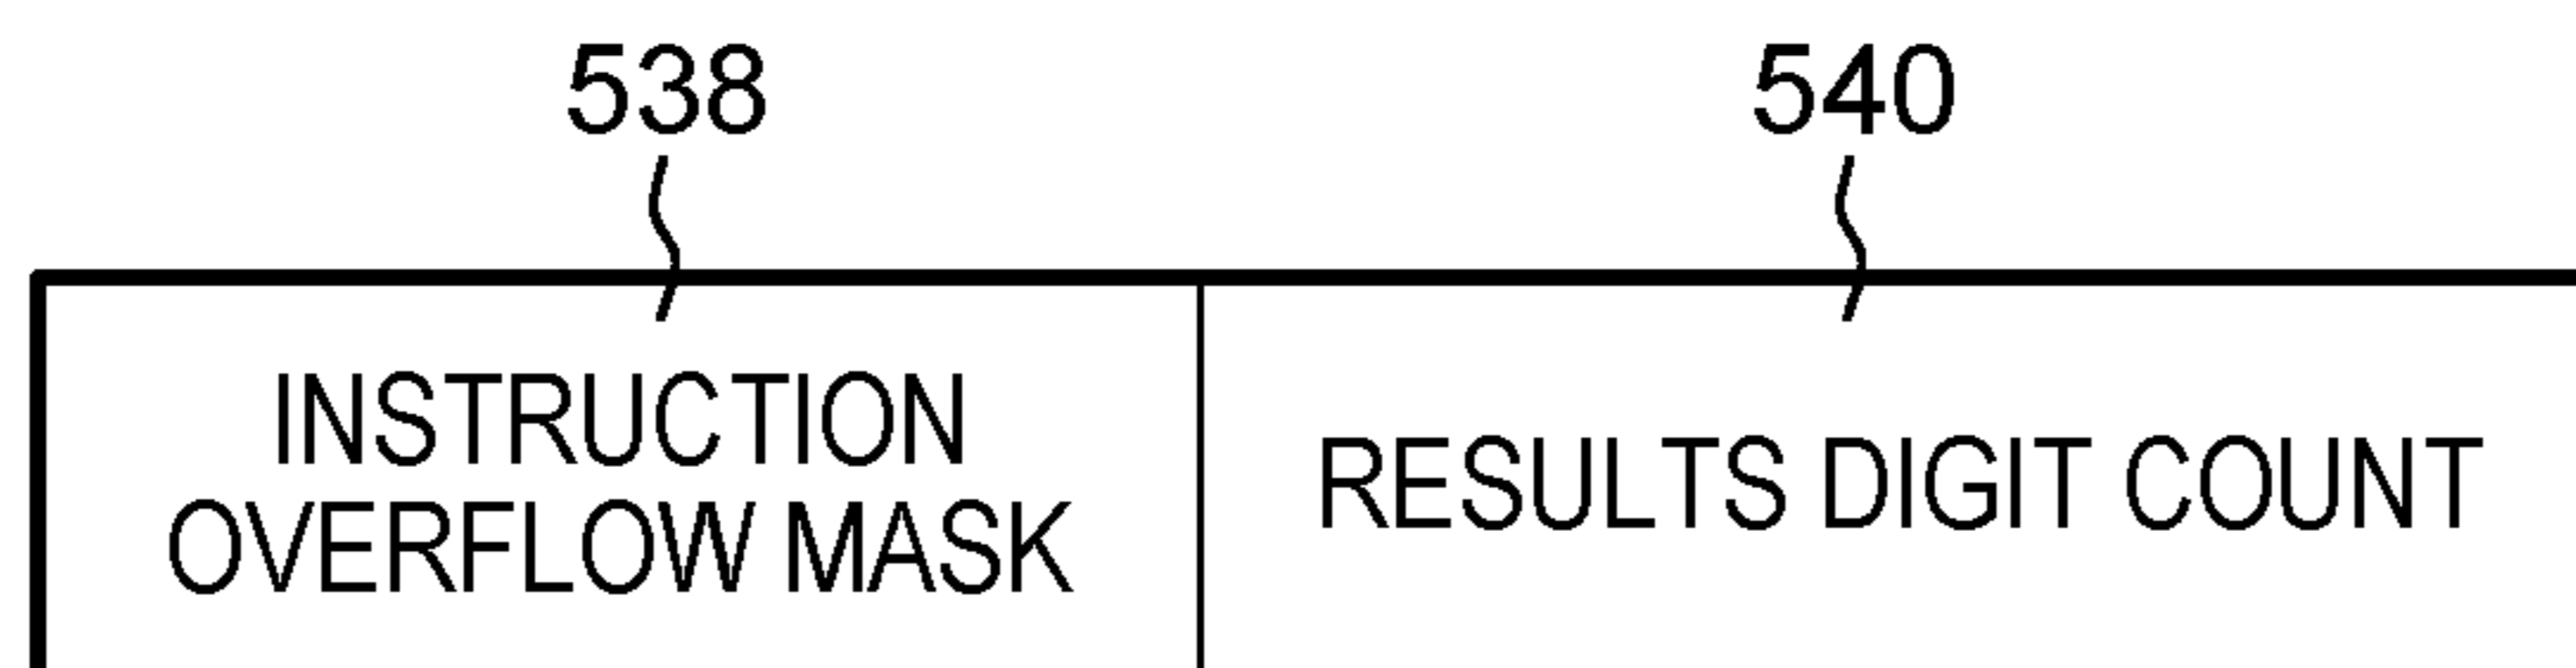 538
540
INSTRUCTION
OVERFLOW MASK
RESULTS DIGIT COUNT